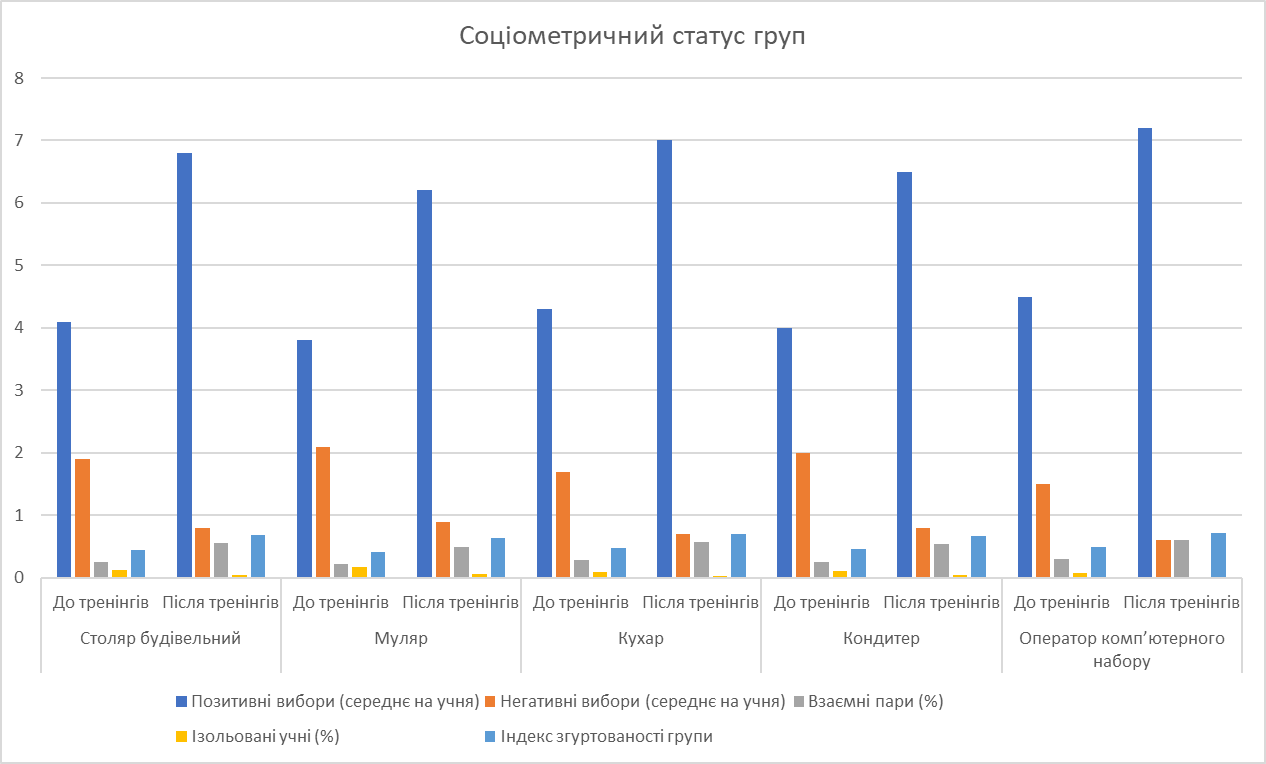 Соціометричний статус груп
8
7
6
5
4
3
2
1
0
До тренінгів Після тренінгів До тренінгів Після тренінгів До тренінгів Після тренінгів До тренінгів Після тренінгів До тренінгів Після тренінгів
Столяр будівельний Муляр Кухар Кондитер Оператор комп’ютерного
набору
Позитивні вибори (середнє на учня) Негативні вибори (середнє на учня) Взаємні пари (%)
Ізольовані учні (%) Індекс згуртованості групи